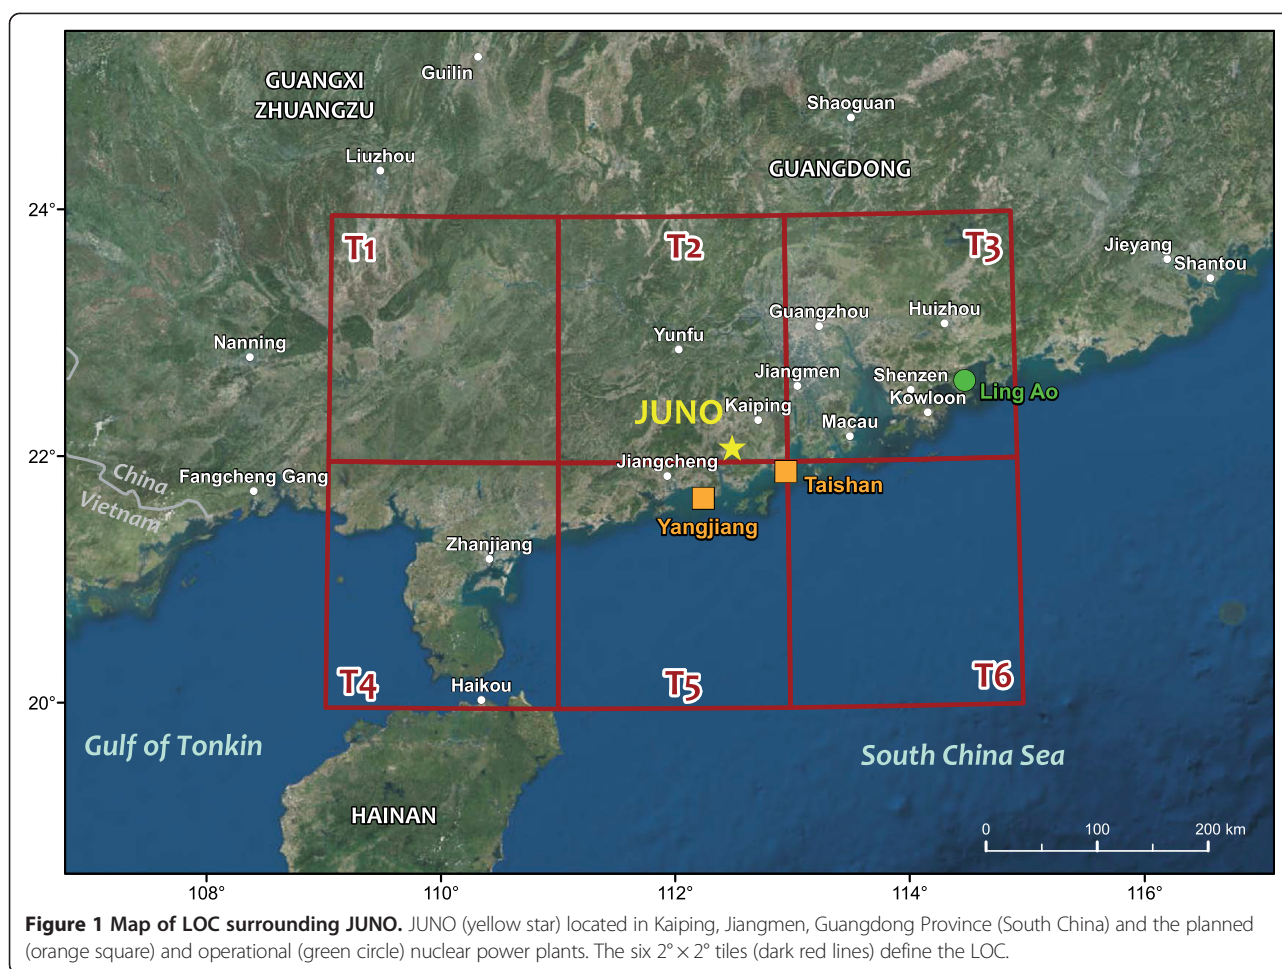 Guilin
GUANGXI
ZHUANGZU
Shaoguan
Liuzhou
GUANGDONG
24°
T1
T2
T3
Jieyang
Shantou
Guangzhou
Huizhou
Nanning
Yunfu
Jiangmen
Shenzen
Ling Ao
Kowloon
JUNO
Kaiping
Macau
22°
Jiangcheng
China
Fangcheng Gang
Taishan
Vietnam
Yangjiang
Zhanjiang
T4
Haikou
T5
T6
20°
Gulf of Tonkin
South China Sea
HAINAN
0 100 200 km
108° 110° 112° 114° 116°
Figure 1 Map of LOC surrounding JUNO. JUNO (yellow star) located in Kaiping, Jiangmen, Guangdong Province (South China) and the planned
(orange square) and operational (green circle) nuclear power plants. The six 2° × 2° tiles (dark red lines) define the LOC.